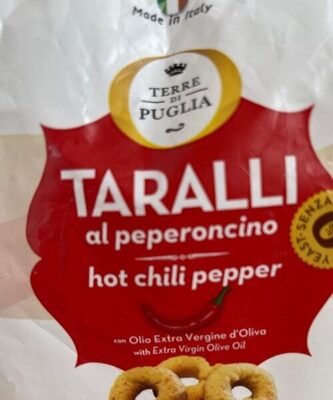 Made in Italy
TERRE
DI
PUGLIA
TARALLI
al peperoncino
hot chili pepper
YEAST· SENZA
con Olio Extra Vergine d'Oliva
with Extra Virgin Olive Oil